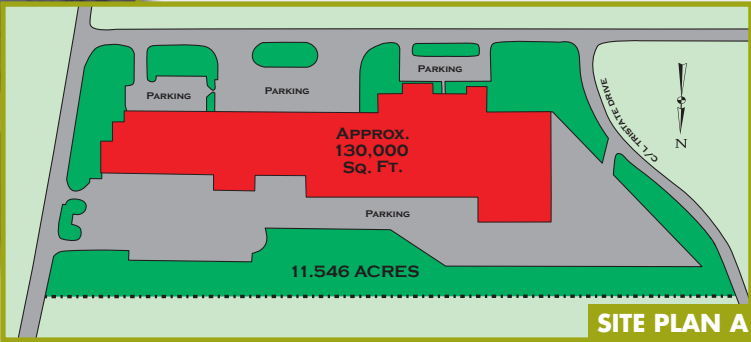 PARKING
PARKING
PARKING
APPROX.
130,000
SQ. FT.
C/L TRISTATE DRIVE
N
PARKING
11.546 ACRES
SITE PLAN A